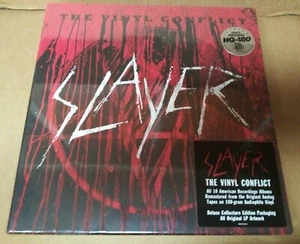 THE VINYL CONFLICT
HQ-180
SLAYER
SLAYER
THE VINYL CONFLICT
All 10 American Recordings Albums
Remastered from the Original Analog
Tapes on 180-gram Audiophile Vinyl
Deluxe Collectors Edition Packaging
All Original LP Artwork